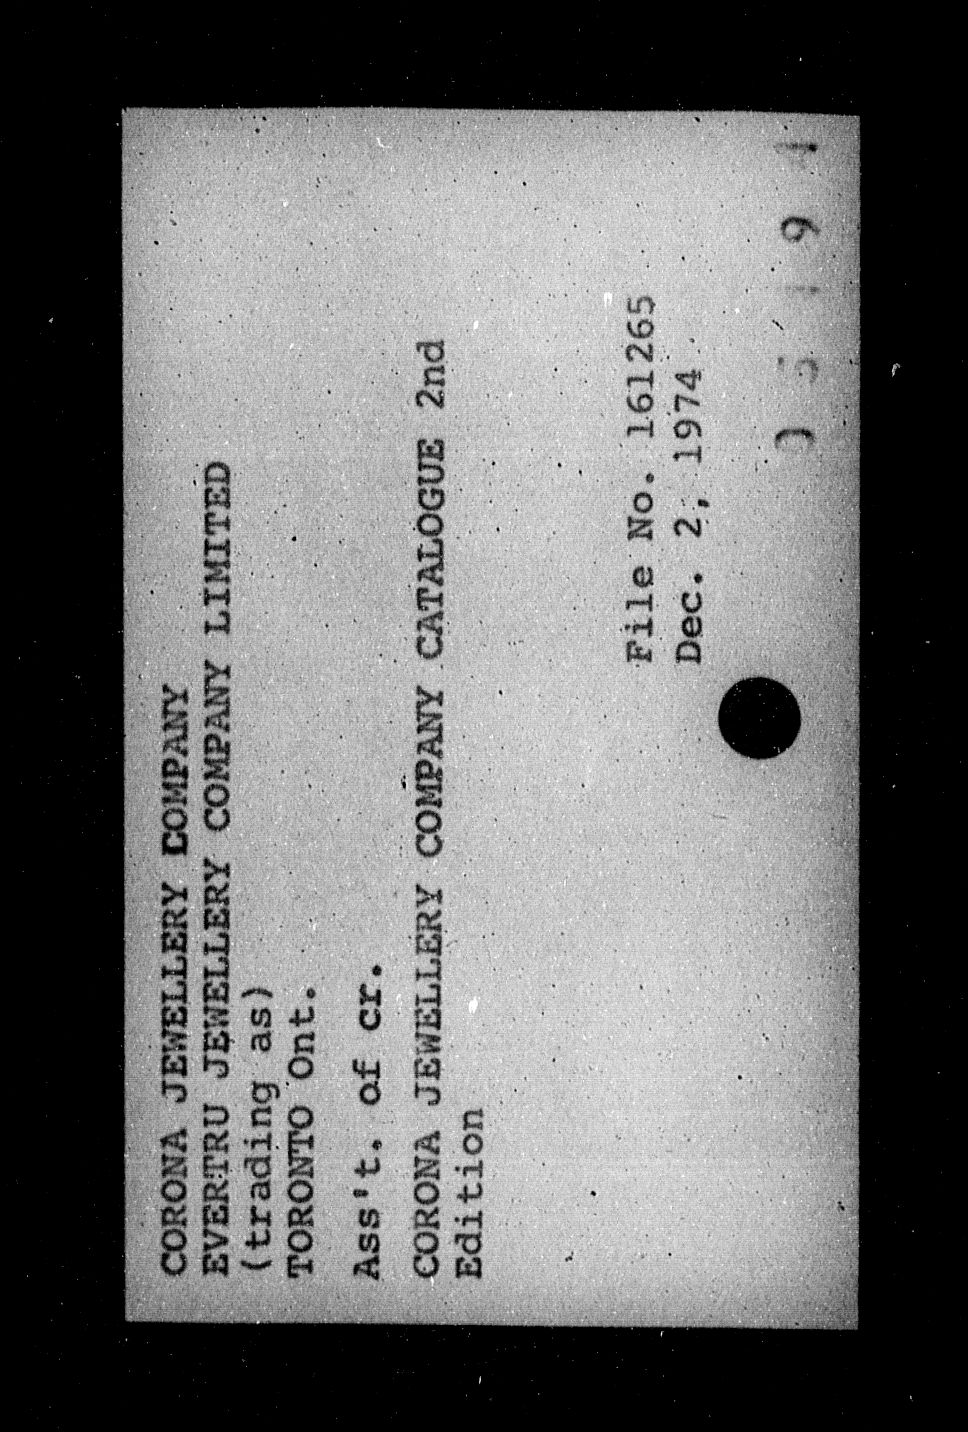 CORONA JEWELLERY COMPANY
EVERTRU JEWELLERY COMPANY LIMITED
(trading as)
TORONTO Ont.
Ass't. of cr.
CORONA JEWELLERY COMPANY CATALOGUE 2nd
Edition
File No. 161265
Dec. 2, 1974